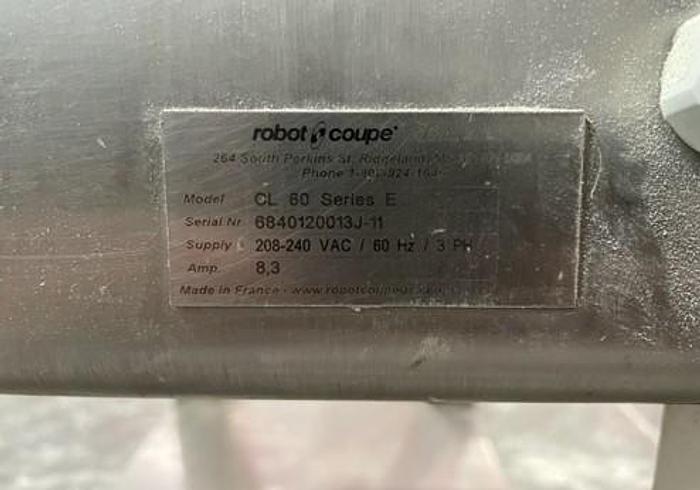 robot coupe®
264 South Perkins St, Ridgeland,
Phone
Model CL 60 Series E
Serial Nr 6840120013J-11
Supply 208-240 VAC / 60 Hz / 3 PH
Amp. 8,3
Made in France -